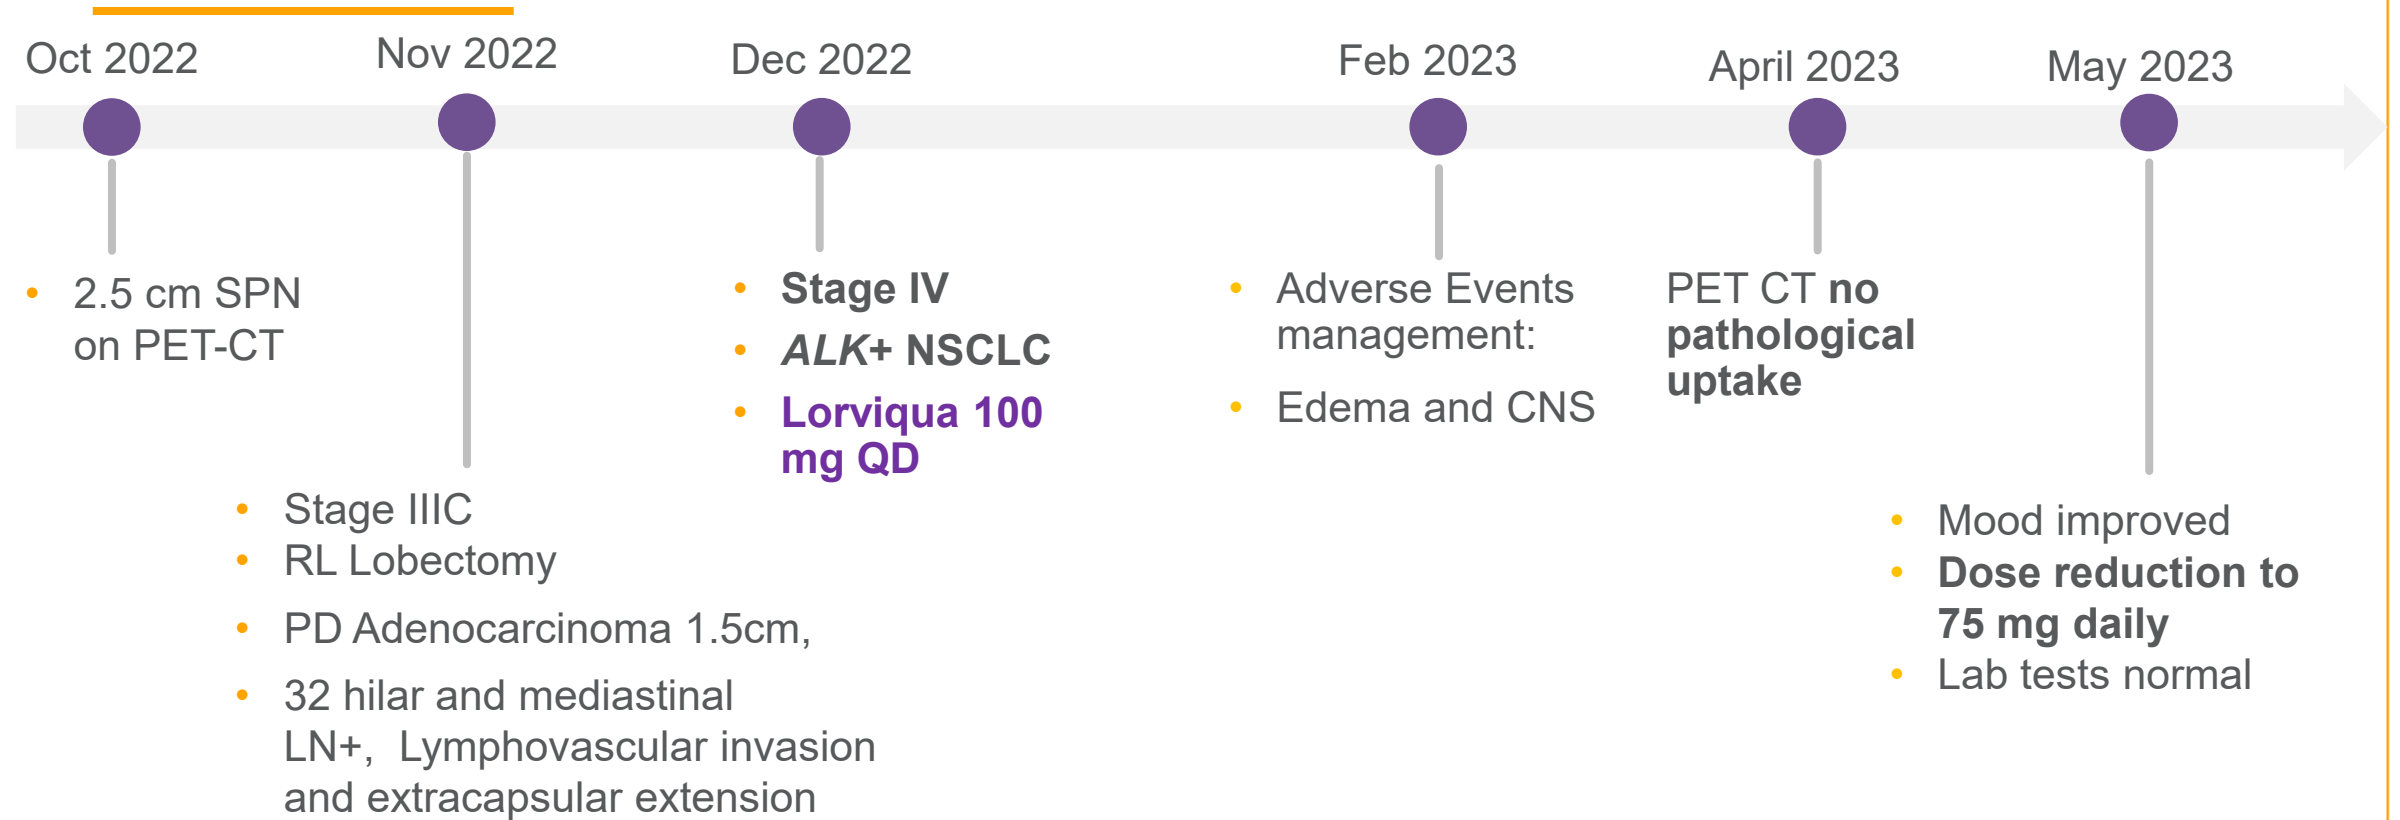 Oct 2022
Nov 2022
Dec 2022
Feb 2023
April 2023
May 2023
• 2.5 cm SPN
on PET-CT
• Stage IIIC
• RL Lobectomy
• PD Adenocarcinoma 1.5cm,
• 32 hilar and mediastinal
LN+, Lymphovascular invasion
and extracapsular extension
• Stage IV
• ALK+ NSCLC
• Lorviqua 100
mg QD
• Adverse Events
management:
• Edema and CNS
PET CT no
pathological
uptake
• Mood improved
• Dose reduction to
75 mg daily
• Lab tests normal